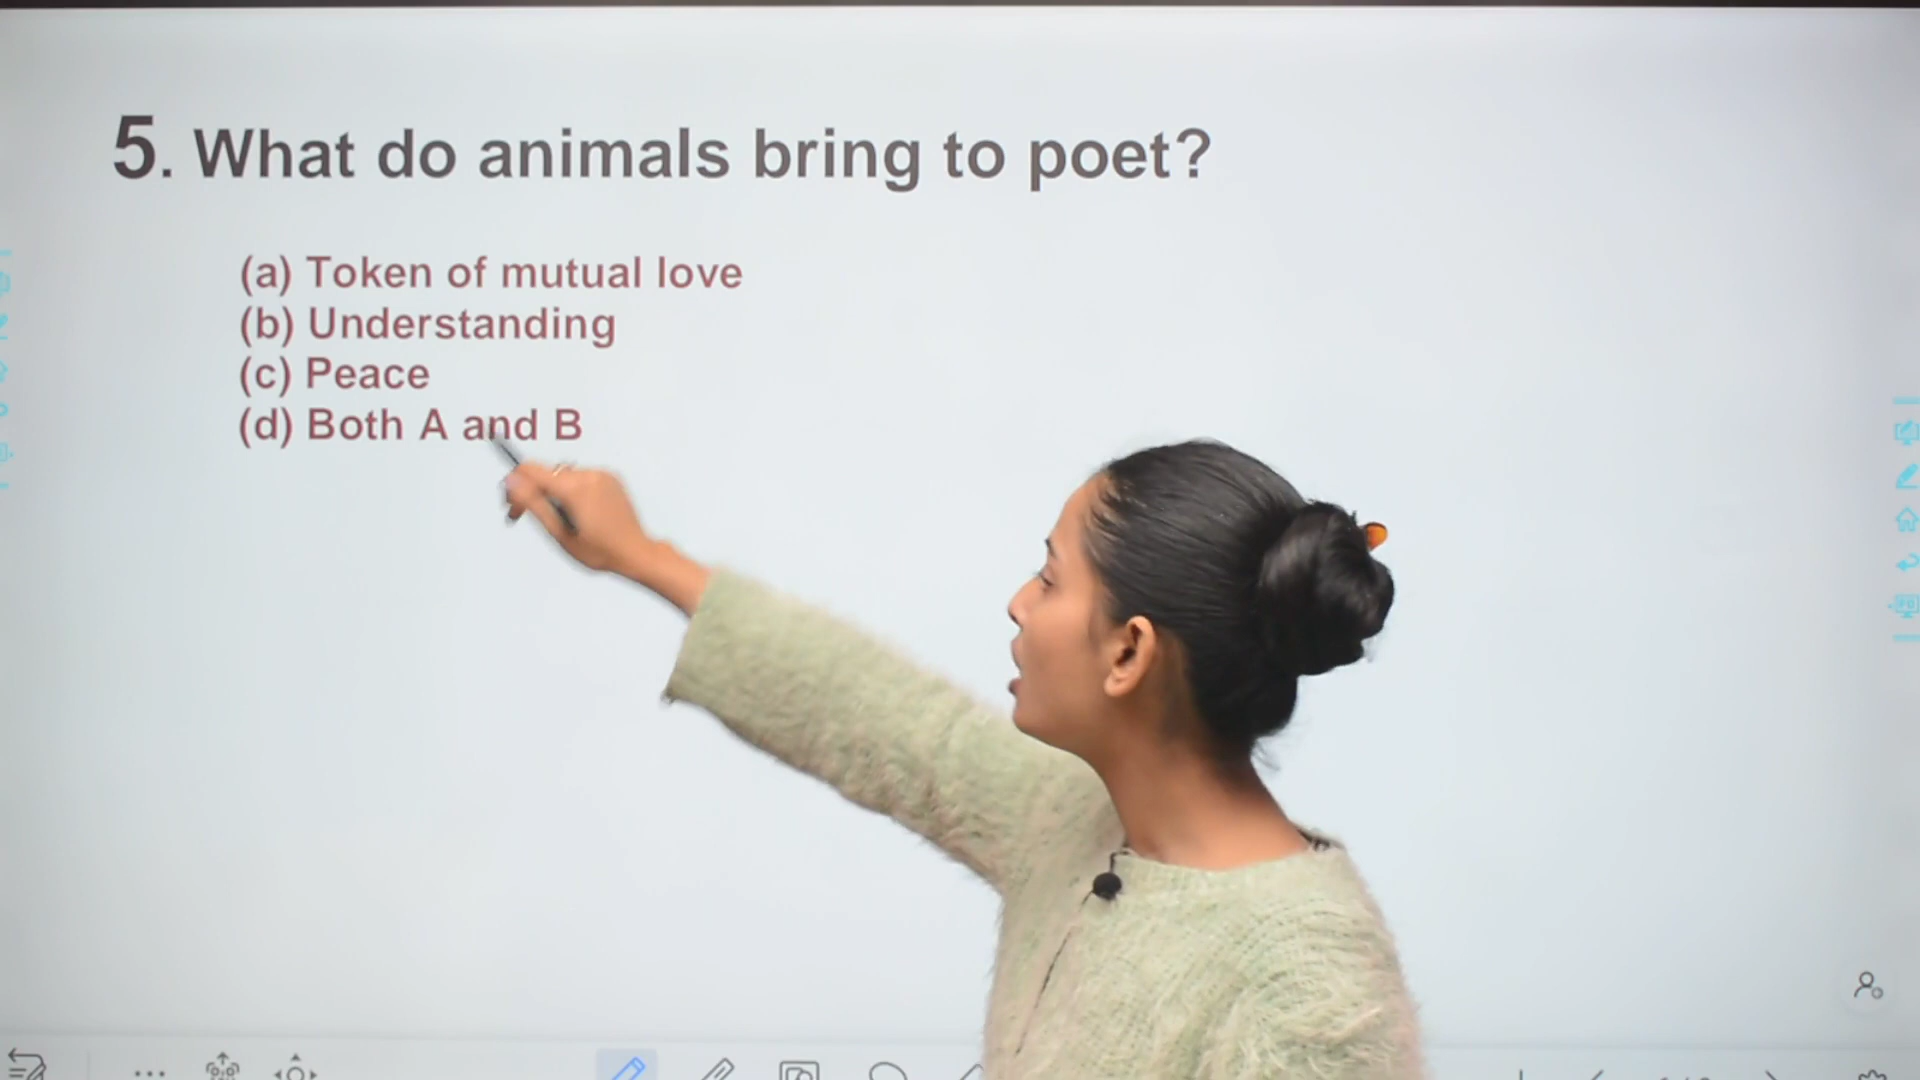 5. What do animals bring to poet?
(a) Token of mutual love
(b) Understanding
(c) Peace
(d) Both A and B